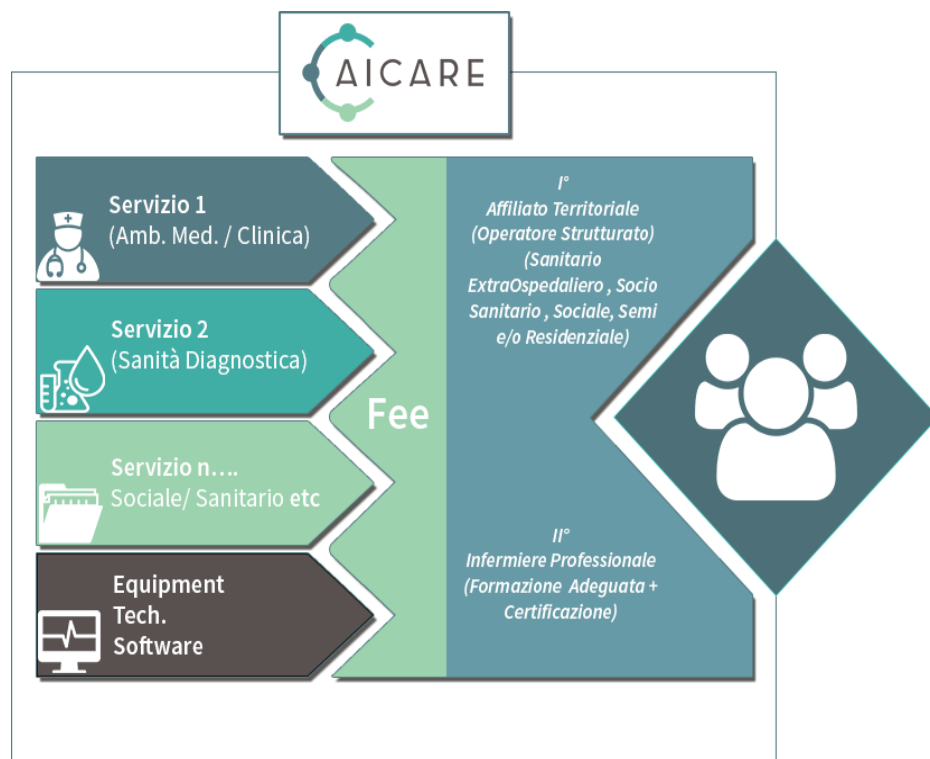 AICARE
Servizio 1
(Amb. Med. / Clinica)
Servizio 2
(Sanità Diagnostica)
Servizio n....
Sociale/ Sanitario etc
Equipment
Tech.
Software
Fee
I°
Affiliato Territoriale
(Operatore Strutturato)
(Sanitario
ExtraOspedaliero , Socio
Sanitario , Sociale, Semi
e/o Residenziale)
II°
Infermiere Professionale
(Formazione Adeguata +
Certificazione)